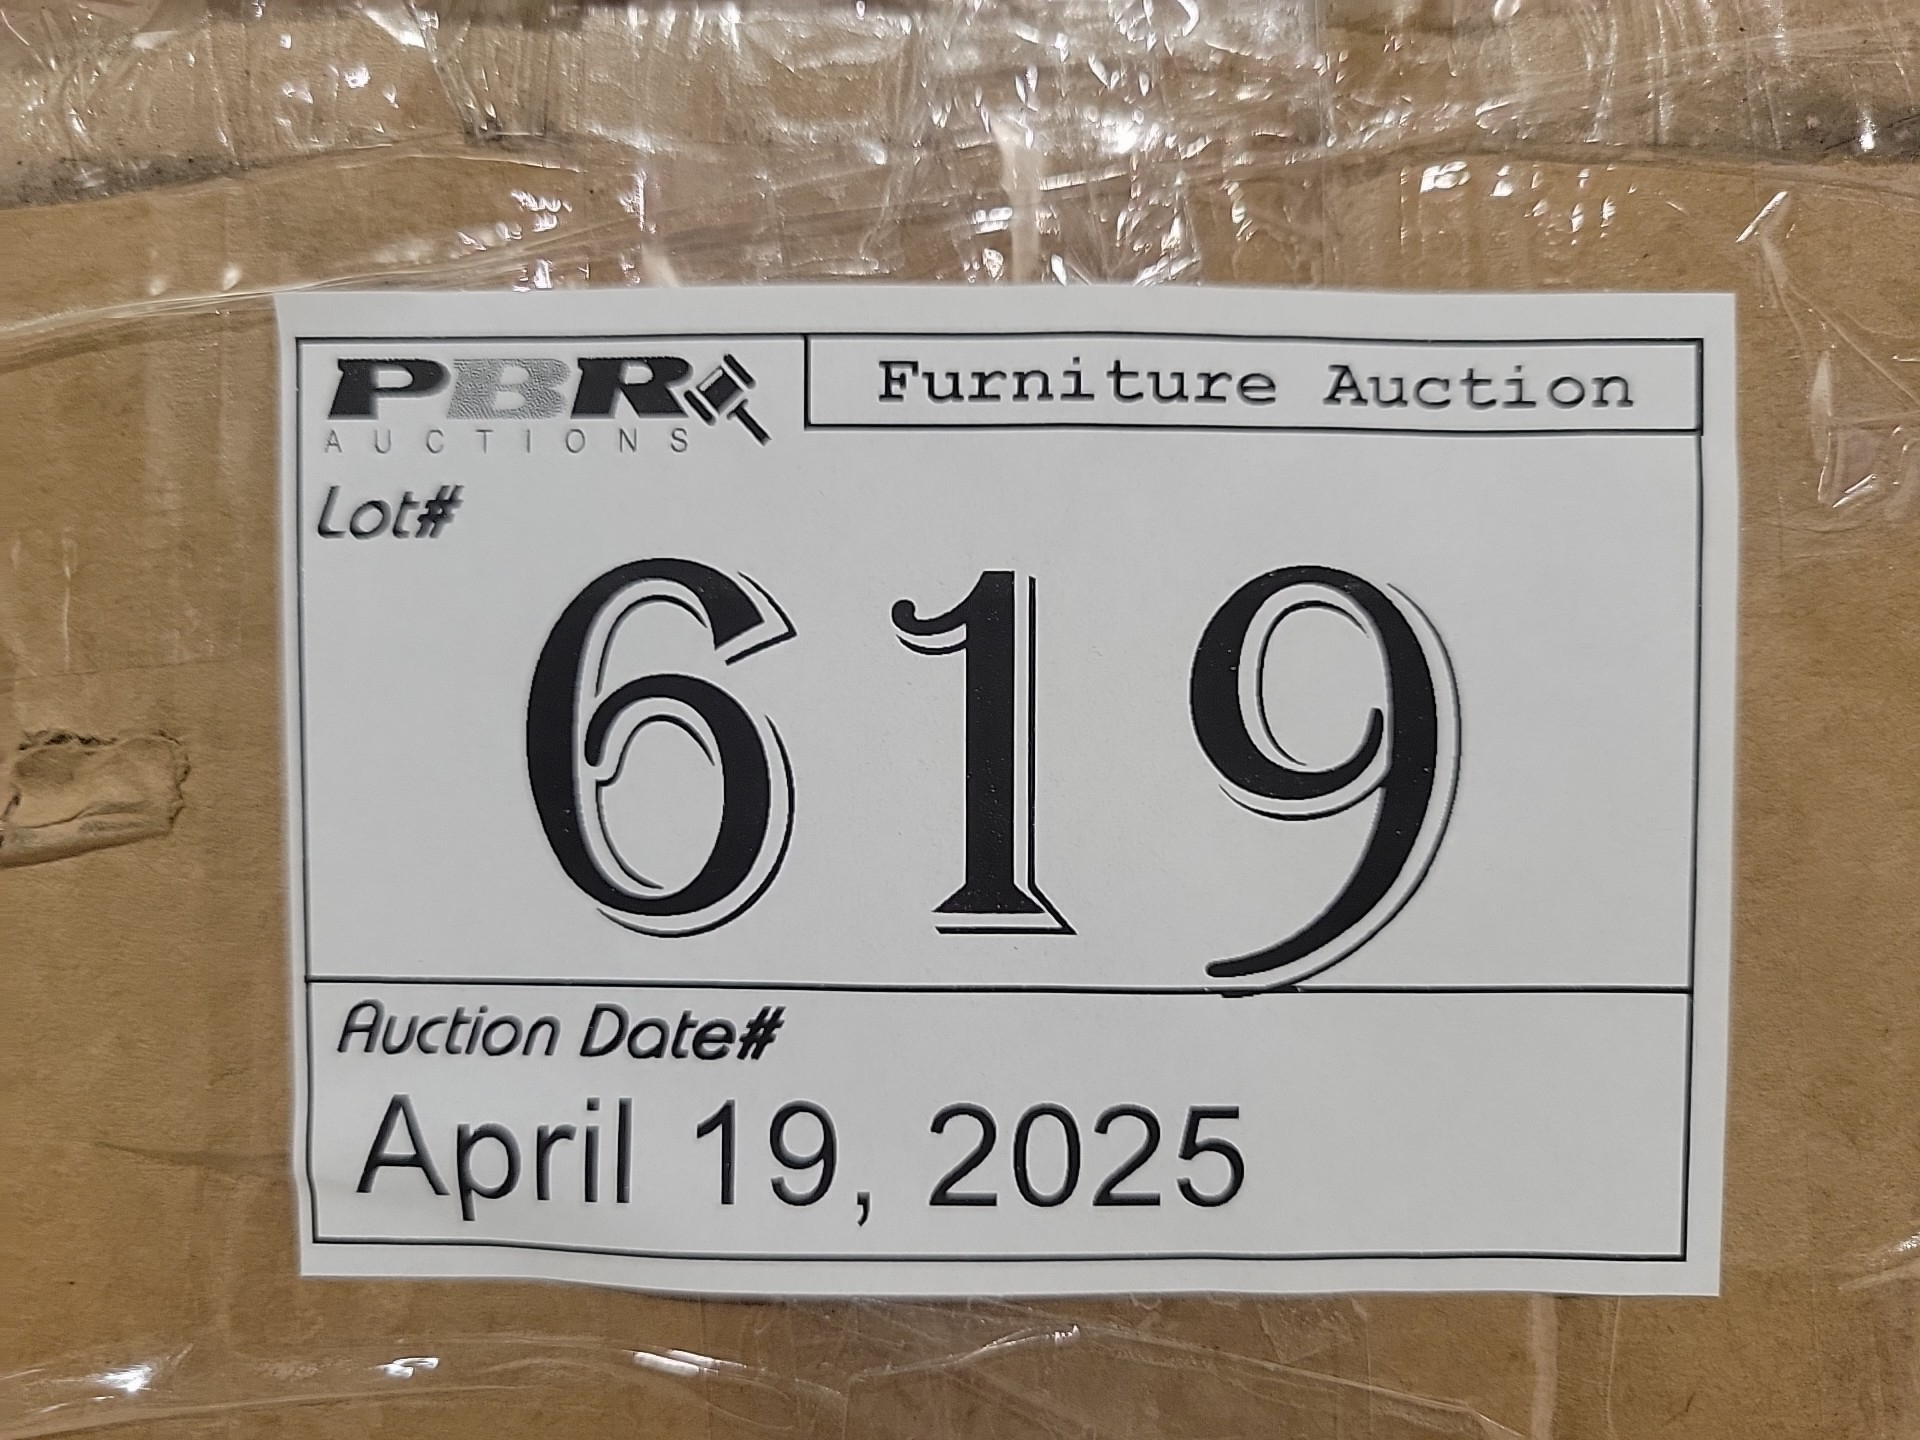 PBR
AUCTIONS
Furniture Auction
Lot#
619
Auction Date#
April 19, 2025